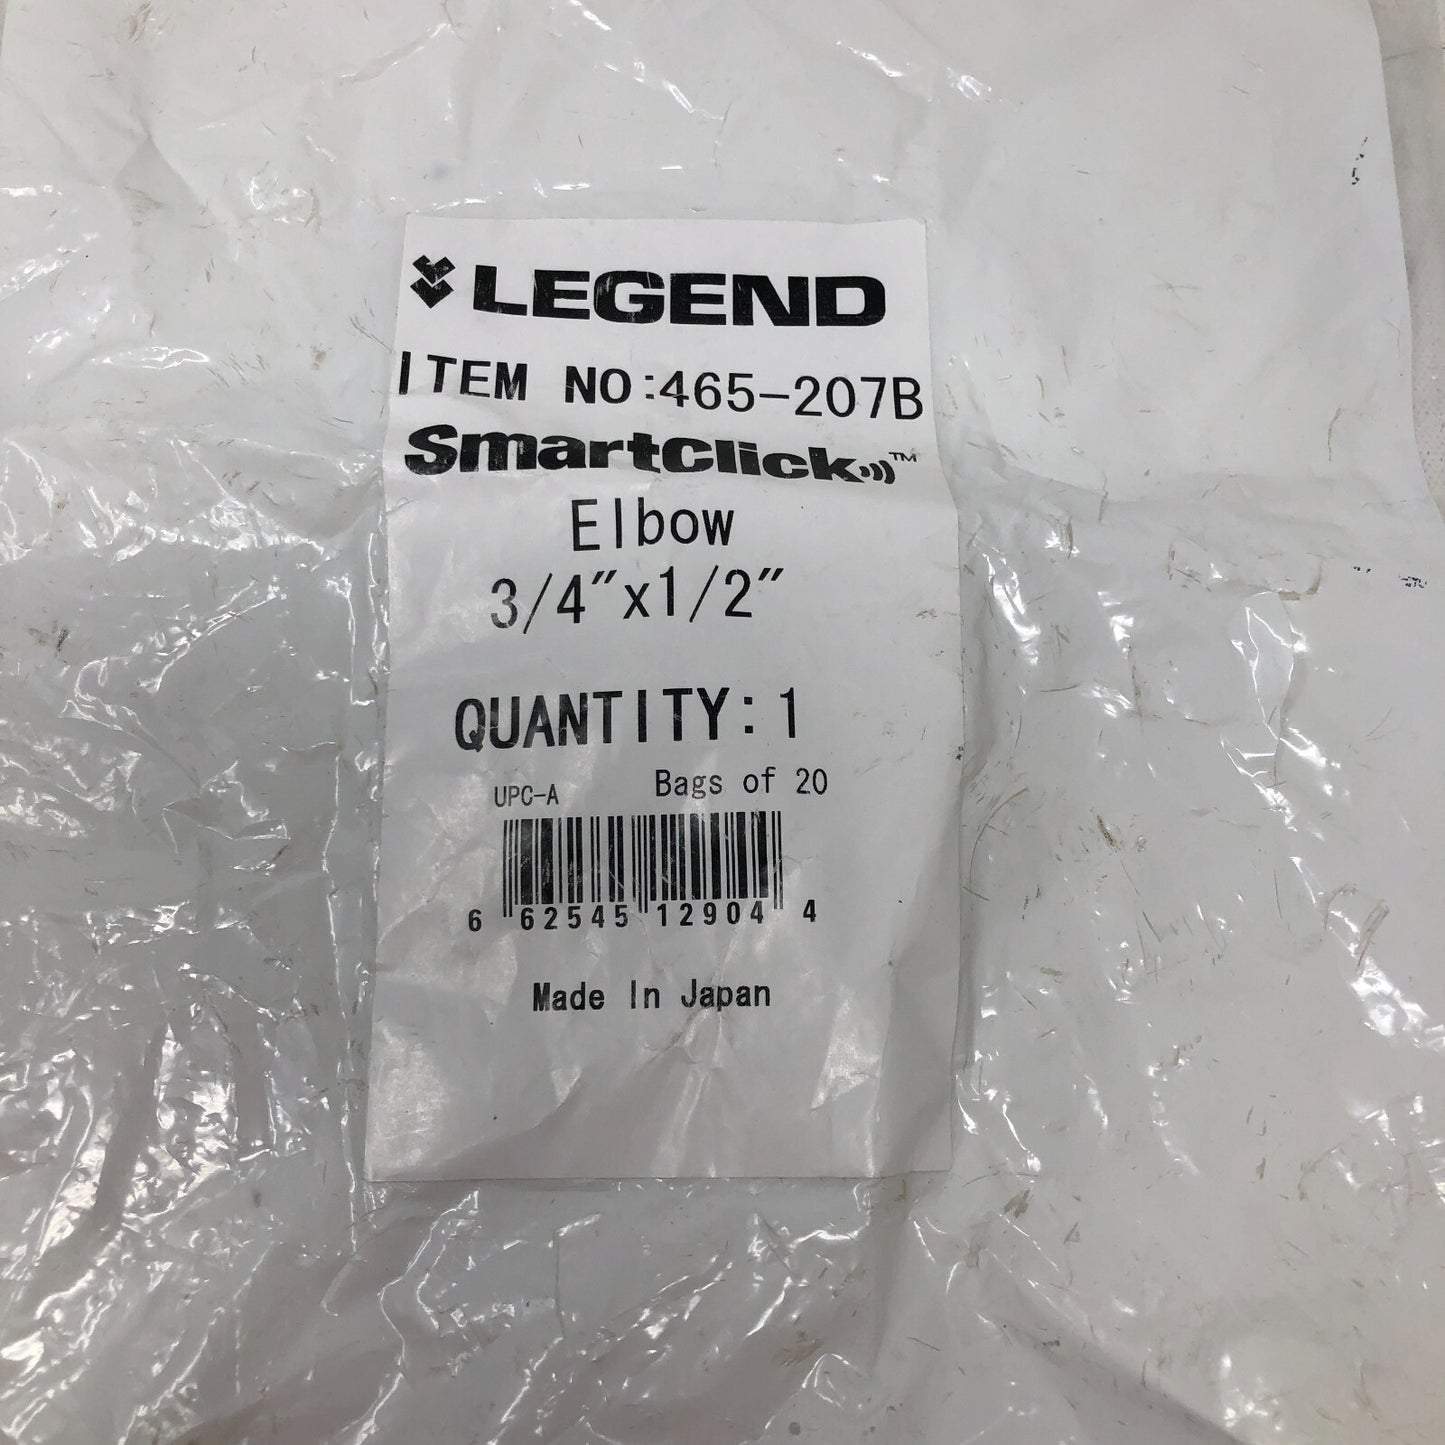 LEGEND
ITEM NO:465-207B
SmartClick™
Elbow
3/4"x1/2"
QUANTITY: 1
UPC-A Bags of 20
6 62545 12904 4
Made In Japan